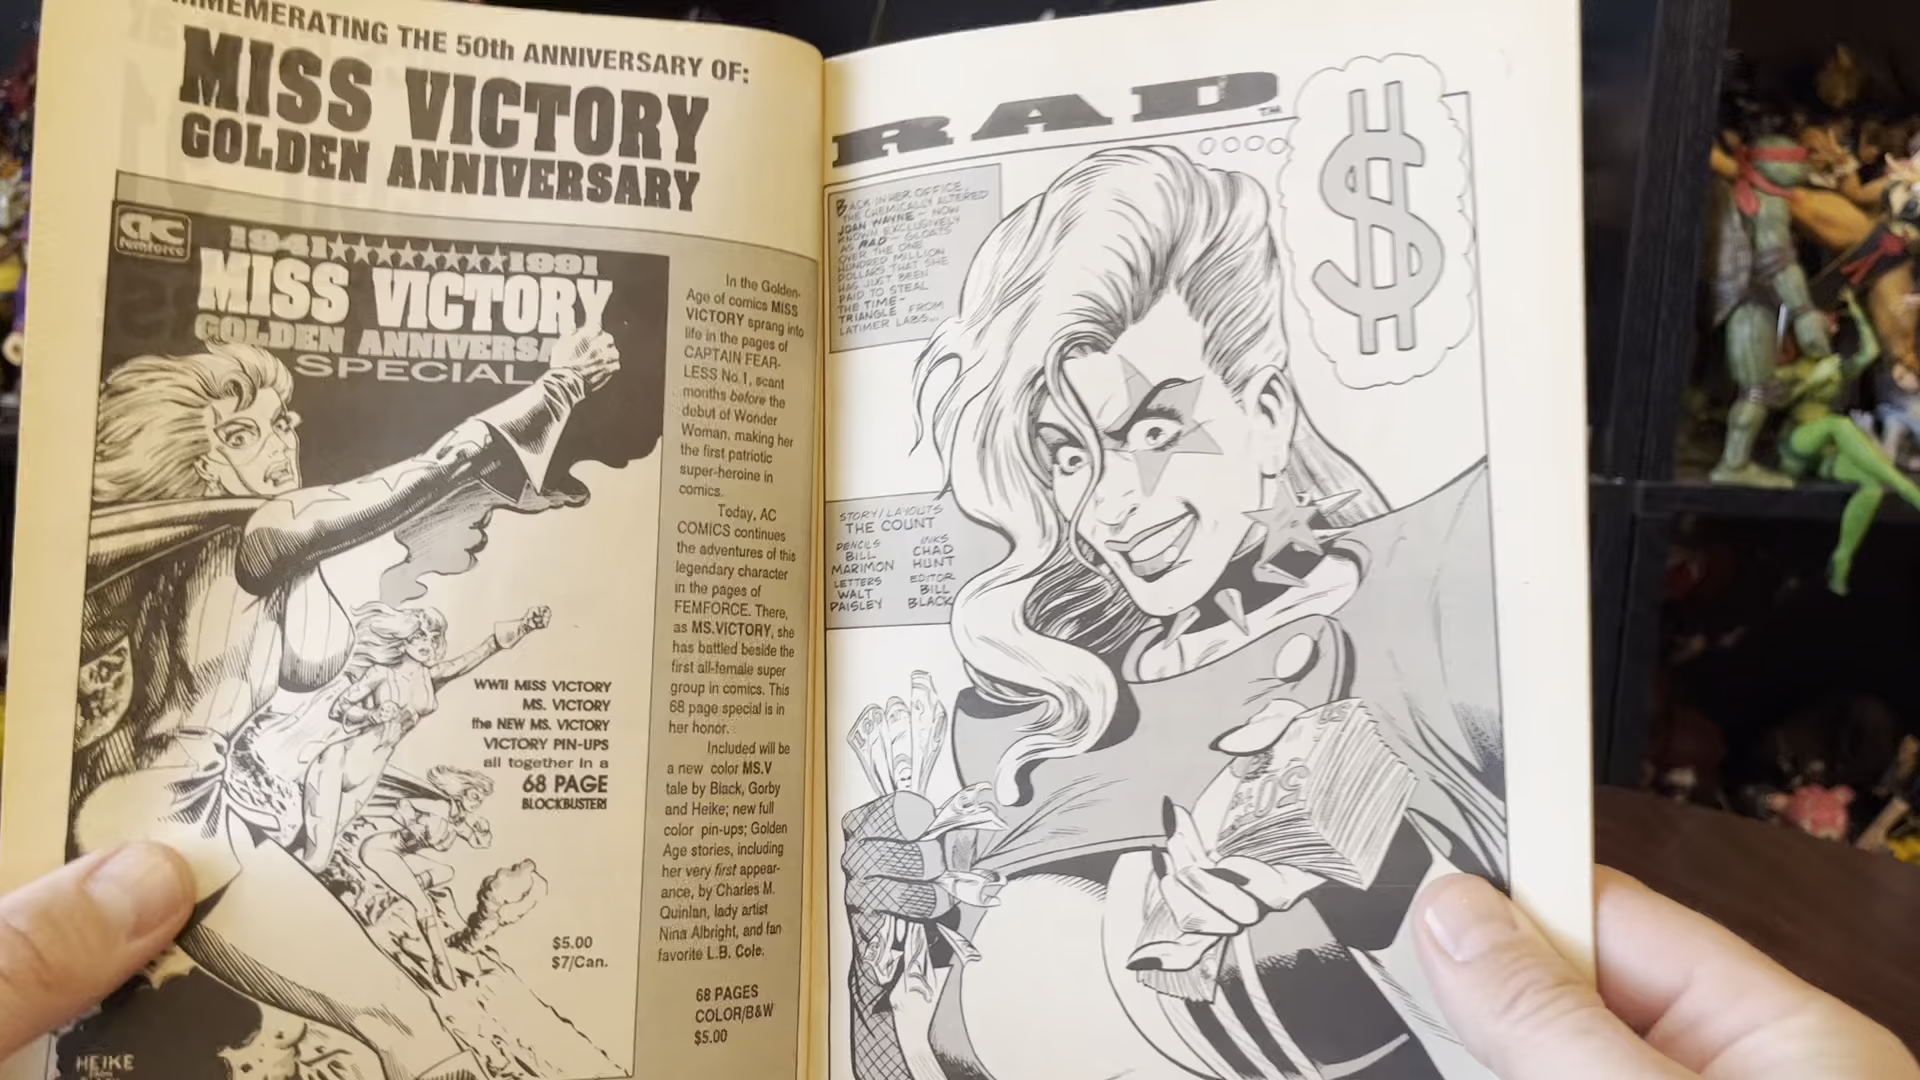 MMEMERATING THE 50th ANNIVERSARY OF:
MISS VICTORY
GOLDEN ANNIVERSARY
AC
Femforce
1941 1991
MISS VICTORY
GOLDEN ANNIVERSA
SPECIAL
WWII MISS VICTORY
MS. VICTORY
the NEW MS. VICTORY
VICTORY PIN-UPS
all together in a
68 PAGE
BLOCKBUSTER!
$5.00
$7/Can.
HEIKE
In the Golden-
Age of comics MISS
VICTORY sprang into
life in the pages of
CAPTAIN FEAR-
LESS No. 1, scant
months before the
debut of Wonder
Woman, making her
the first patriotic
super-heroine in
comics.
Today, AC
COMICS continues
the adventures of this
legendary character
in the pages of
FEMFORCE. There,
as MS.VICTORY, she
has battled beside the
first all-female super
group in comics. This
68 page special is in
her honor.
Included will be
a new color MS.V
tale by Black, Gorby
and Heike; new full
color pin-ups; Golden
Age stories, including
her very first appear-
ance, by Charles M.
Quinlan, lady artist
Nina Albright, and fan
favorite L.B. Cole.
68 PAGES
COLOR/B&W
$5.00
RAD™
BACK IN HER OFFICE,
THE CHEMICALLY ALTERED
JOAN WAYNE - NOW
KNOWN EXCLUSIVELY
AS RAD - GLOATS
OVER THE ONE
HUNDRED MILLION
DOLLARS THAT SHE
HAS JUST BEEN
PAID TO STEAL
THE TIME-
TRIANGLE FROM
LATIMER LABS...
$
STORY/LAYOUTS
THE COUNT
PENCILS
BILL
MARIMON
LETTERS
WALT
PAISLEY
INKS
CHAD
HUNT
EDITOR
BILL
BLACK